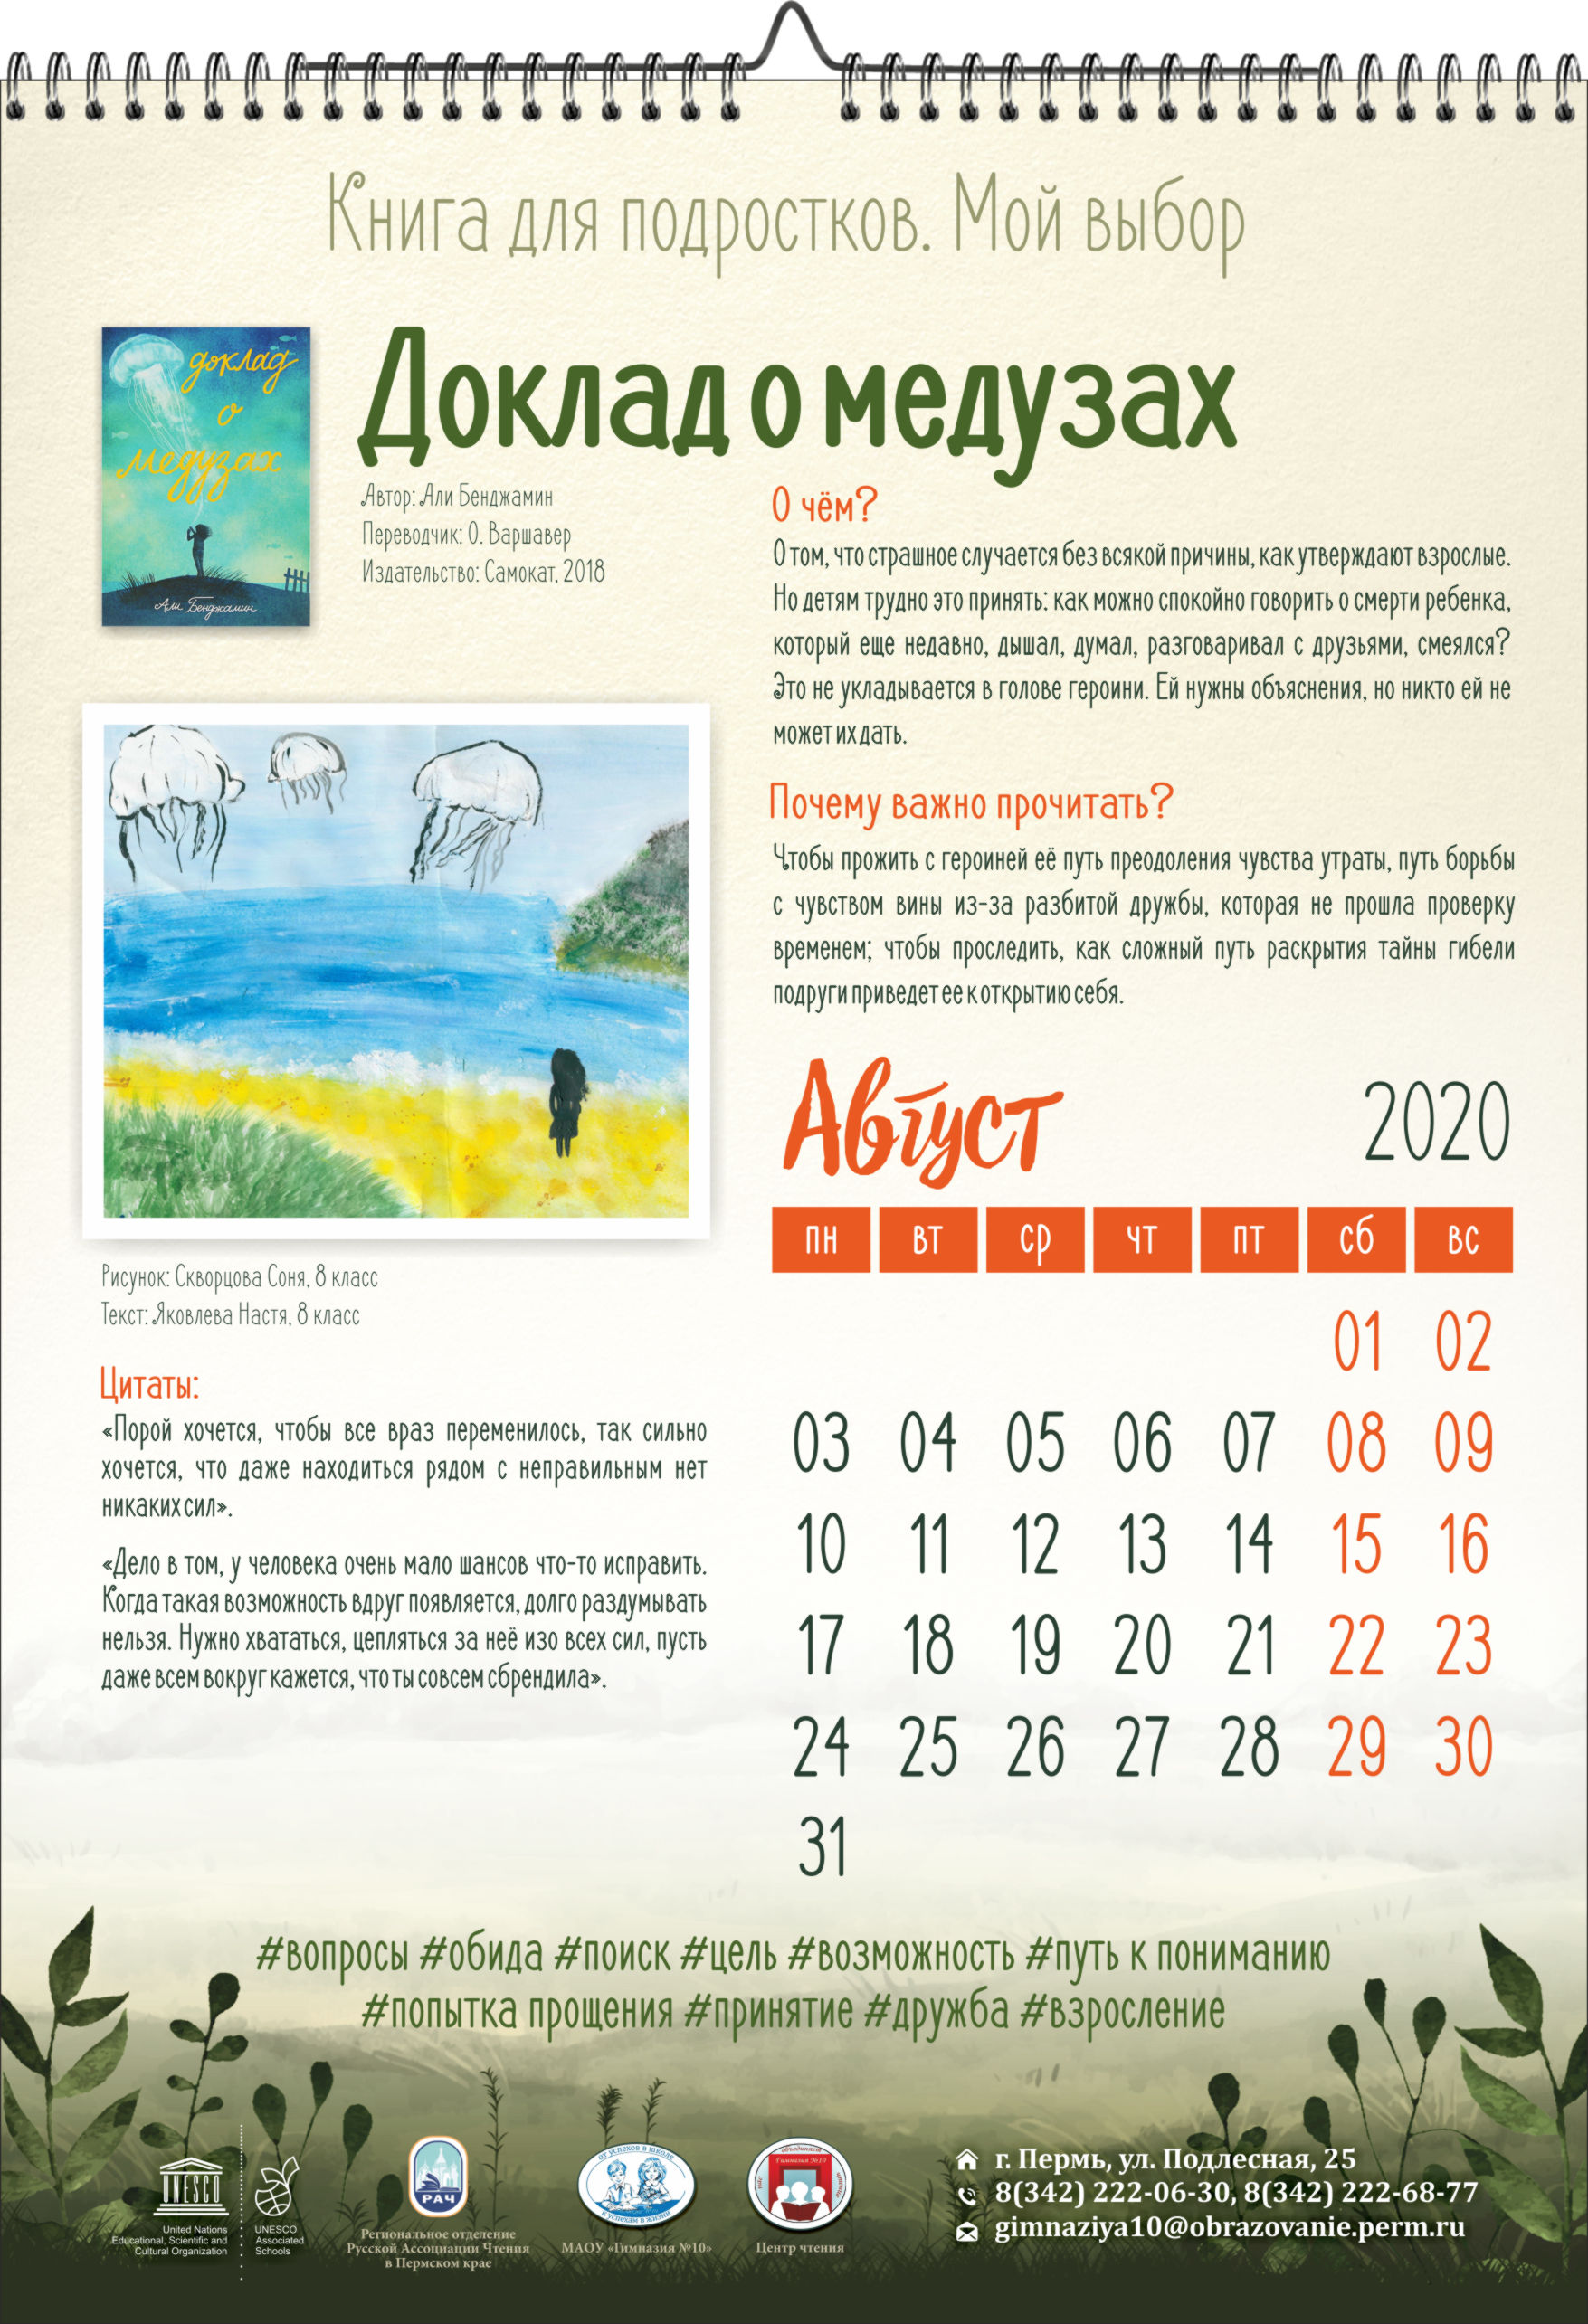 Книга для подростков. Мой выбор
доклад
о
медузах
Али Бенджамин
Доклад о медузах
Автор: Али Бенджамин
Переводчик: О. Варшавер
Издательство: Самокат, 2018
О чём?
О том, что страшное случается без всякой причины, как утверждают взрослые.
Но детям трудно это принять: как можно спокойно говорить о смерти ребенка,
который еще недавно, дышал, думал, разговаривал с друзьями, смеялся?
Это не укладывается в голове героини. Ей нужны объяснения, но никто ей не
может их дать.
Почему важно прочитать?
Чтобы прожить с героиней её путь преодоления чувства утраты, путь борьбы
с чувством вины из-за разбитой дружбы, которая не прошла проверку
временем; чтобы проследить, как сложный путь раскрытия тайны гибели
подруги приведет ее к открытию себя.
Рисунок: Скворцова Соня, 8 класс
Текст: Яковлева Настя, 8 класс
Цитаты:
«Порой хочется, чтобы все враз переменилось, так сильно
хочется, что даже находиться рядом с неправильным нет
никаких сил».
«Дело в том, у человека очень мало шансов что-то исправить.
Когда такая возможность вдруг появляется, долго раздумывать
нельзя. Нужно хвататься, цепляться за неё изо всех сил, пусть
даже всем вокруг кажется, что ты совсем сбрендила».
Август 2020
пн вт ср чт пт сб вс
01 02
03 04 05 06 07 08 09
10 11 12 13 14 15 16
17 18 19 20 21 22 23
24 25 26 27 28 29 30
31
#вопросы #обида #поиск #цель #возможность #путь к пониманию
#попытка прощения #принятие #дружба #взросление
UNESCO
United Nations
Educational, Scientific and
Cultural Organization
UNESCO
Associated
Schools
РАЧ
Региональное отделение
Русской Ассоциации Чтения
в Пермском крае
от успехов в школе
к успехам в жизни
МАОУ «Гимназия №10»
объединяет
Гимназия №10
Центр чтения
г. Пермь, ул. Подлесная, 25
8(342) 222-06-30, 8(342) 222-68-77
gimnaziya10@obrazovanie.perm.ru